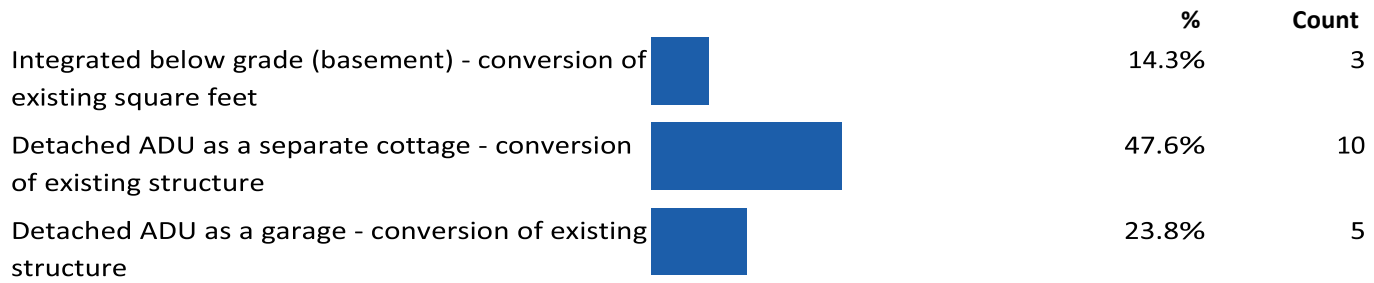 % Count
Integrated below grade (basement) - conversion of 14.3% 3
existing square feet
Detached ADU as a separate cottage - conversion 47.6% 10
of existing structure
Detached ADU as a garage - conversion of existing 23.8% 5
structure